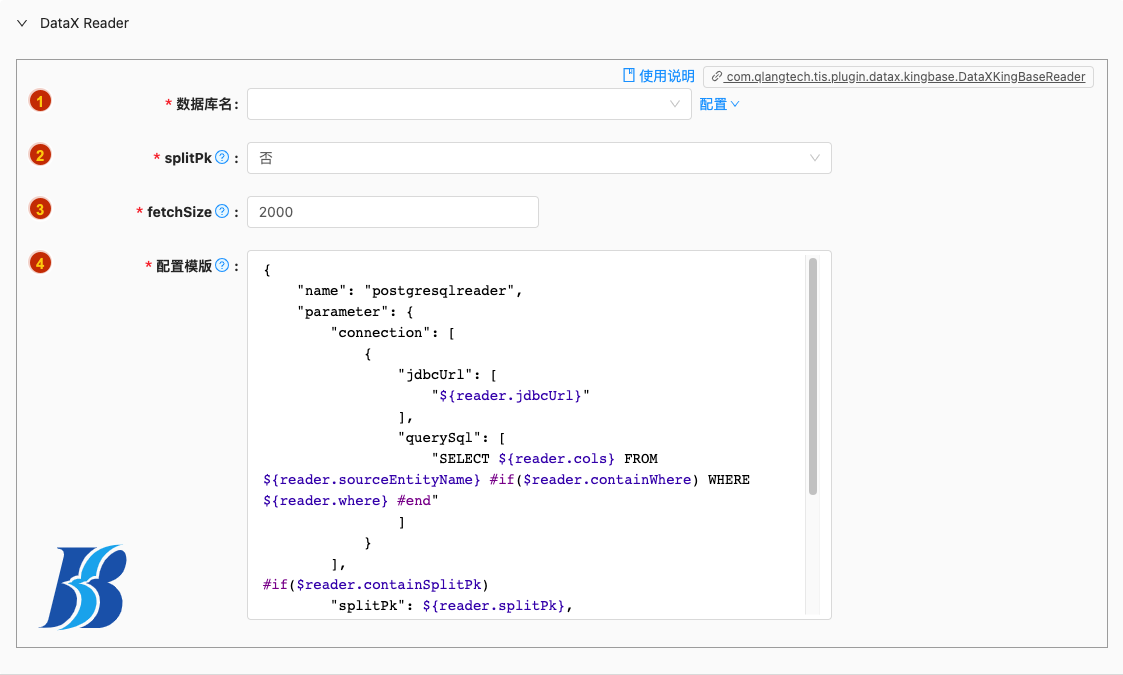 DataX Reader
使用说明 com.qlangtech.tis.plugin.datax.kingbase.DataXKingBaseReader
1 * 数据库名: 配置
2 * splitPk ? : 否
3 * fetchSize ? : 2000
4 * 配置模版 ? :
{
    "name": "postgresqlreader",
    "parameter": {
        "connection": [
            {
                "jdbcUrl": [
                    "${reader.jdbcUrl}"
                ],
                "querySql": [
                    "SELECT ${reader.cols} FROM
${reader.sourceEntityName} #if($reader.containWhere) WHERE
${reader.where} #end"
                ]
            }
        ],
#if($reader.containSplitPk)
        "splitPk": ${reader.splitPk},